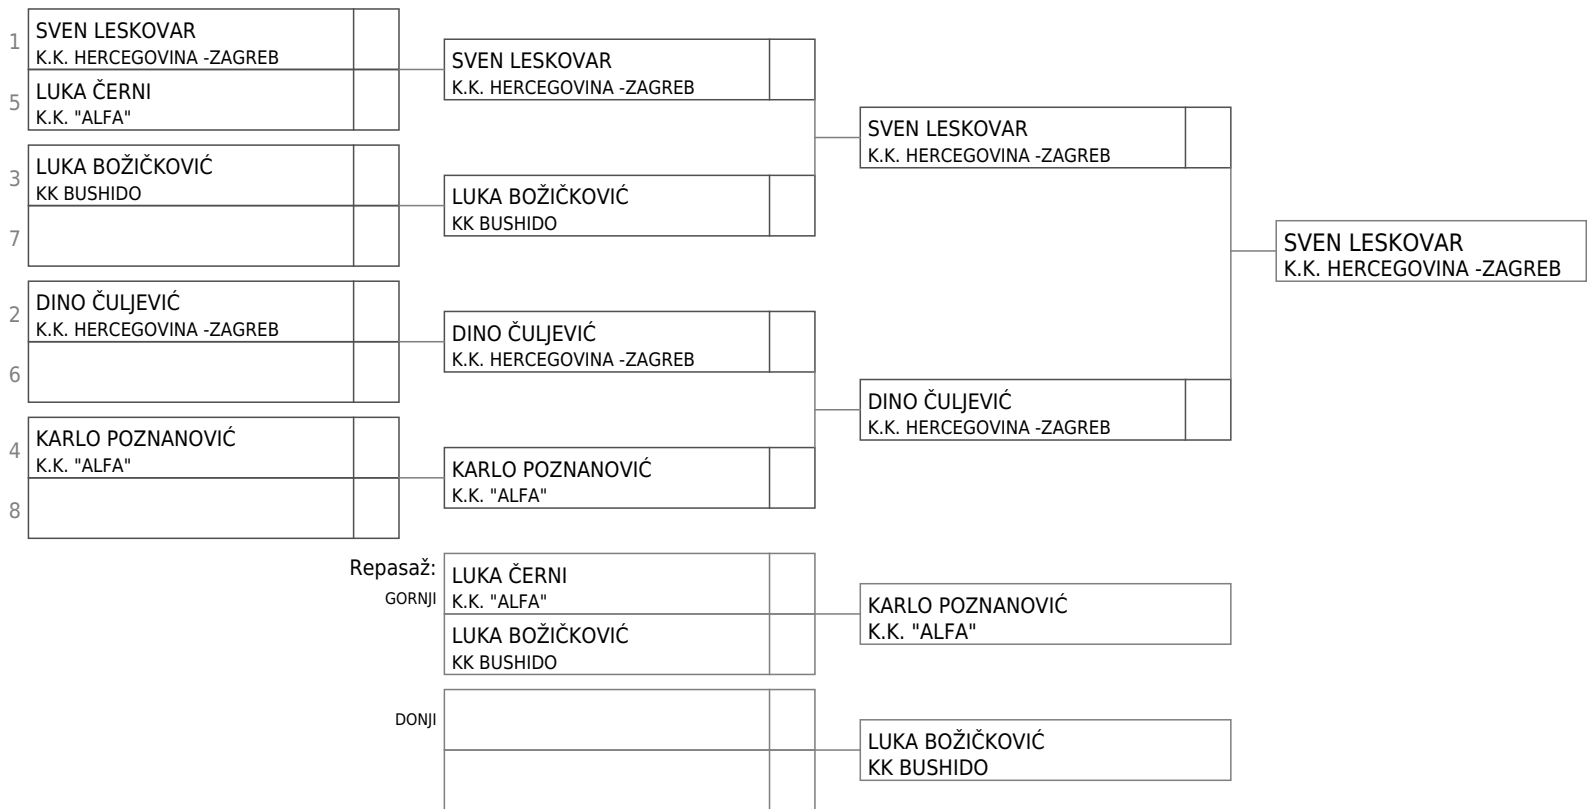 1
SVEN LESKOVAR
K.K. HERCEGOVINA -ZAGREB
5
LUKA ČERNI
K.K. "ALFA"
3
LUKA BOŽIČKOVIĆ
KK BUSHIDO
7
2
DINO ČULJEVIĆ
K.K. HERCEGOVINA -ZAGREB
6
4
KARLO POZNANOVIĆ
K.K. "ALFA"
8
SVEN LESKOVAR
K.K. HERCEGOVINA -ZAGREB
LUKA BOŽIČKOVIĆ
KK BUSHIDO
DINO ČULJEVIĆ
K.K. HERCEGOVINA -ZAGREB
KARLO POZNANOVIĆ
K.K. "ALFA"
SVEN LESKOVAR
K.K. HERCEGOVINA -ZAGREB
DINO ČULJEVIĆ
K.K. HERCEGOVINA -ZAGREB
SVEN LESKOVAR
K.K. HERCEGOVINA -ZAGREB
Repasaž:
GORNJI
LUKA ČERNI
K.K. "ALFA"
LUKA BOŽIČKOVIĆ
KK BUSHIDO
KARLO POZNANOVIĆ
K.K. "ALFA"
DONJI
LUKA BOŽIČKOVIĆ
KK BUSHIDO